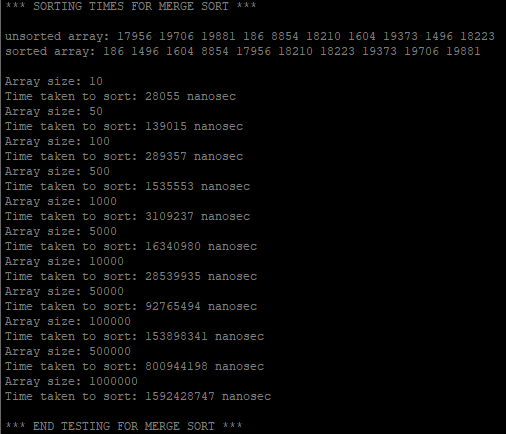 *** SORTING TIMES FOR MERGE SORT ***
unsorted array: 17956 19706 19881 186 8854 18210 1604 19373 1496 18223
sorted array: 186 1496 1604 8854 17956 18210 18223 19373 19706 19881
Array size: 10
Time taken to sort: 28055 nanosec
Array size: 50
Time taken to sort: 139015 nanosec
Array size: 100
Time taken to sort: 289357 nanosec
Array size: 500
Time taken to sort: 1535553 nanosec
Array size: 1000
Time taken to sort: 3109237 nanosec
Array size: 5000
Time taken to sort: 16340980 nanosec
Array size: 10000
Time taken to sort: 28539935 nanosec
Array size: 50000
Time taken to sort: 92765494 nanosec
Array size: 100000
Time taken to sort: 153898341 nanosec
Array size: 500000
Time taken to sort: 800944198 nanosec
Array size: 1000000
Time taken to sort: 1592428747 nanosec
*** END TESTING FOR MERGE SORT ***